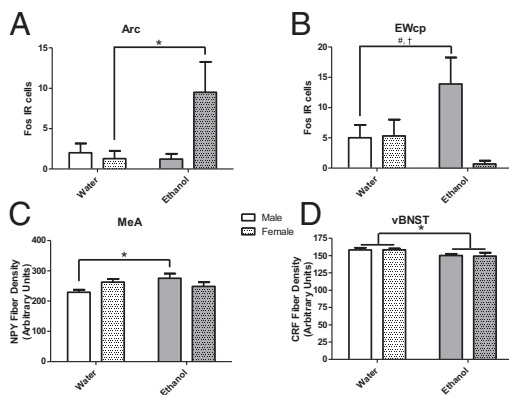 A
Arc
Fos IR cells
15
10
5
0
*
Water
Ethanol
B
EWcp
Fos IR cells
20
15
10
5
0
#, †
Water
Ethanol
C
MeA
NPY Fiber Density
(Arbitrary Units)
400
300
200
100
0
*
Water
Ethanol
Male
Female
D
vBNST
CRF Fiber Density
(Arbitrary Units)
175
150
125
100
75
50
25
0
*
Water
Ethanol